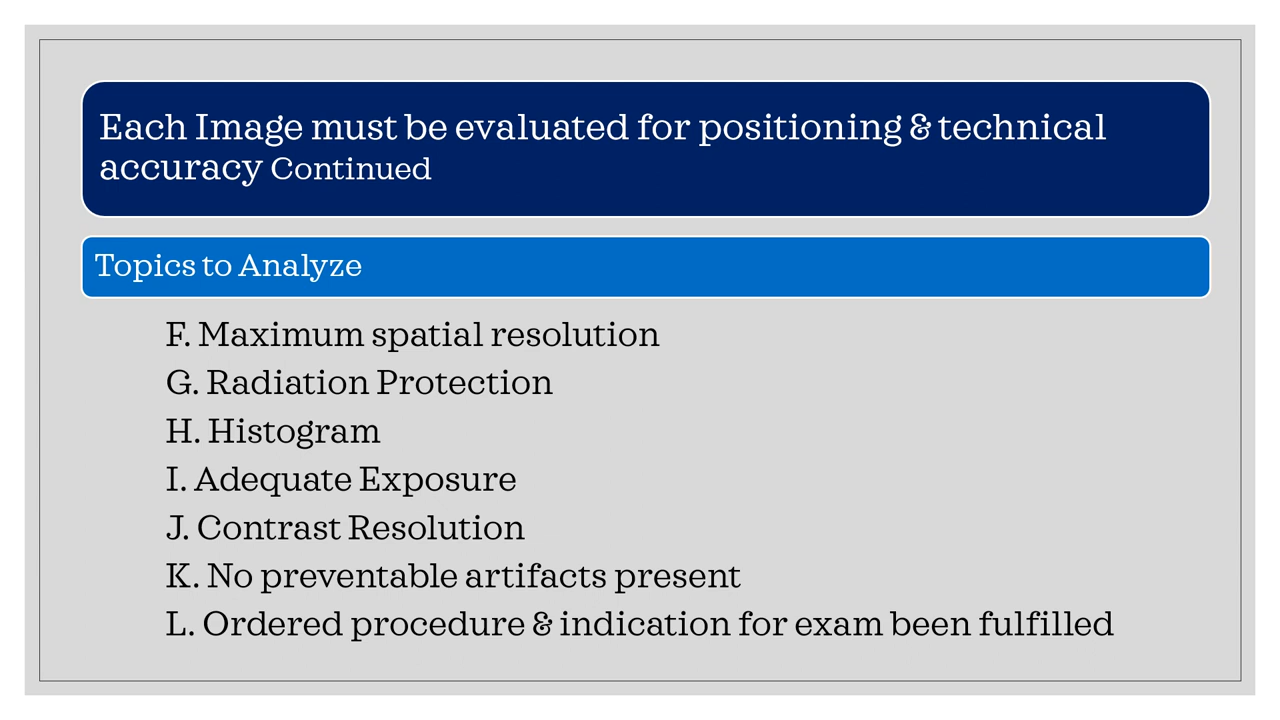 Each Image must be evaluated for positioning & technical
accuracy Continued
Topics to Analyze
F. Maximum spatial resolution
G. Radiation Protection
H. Histogram
I. Adequate Exposure
J. Contrast Resolution
K. No preventable artifacts present
L. Ordered procedure & indication for exam been fulfilled